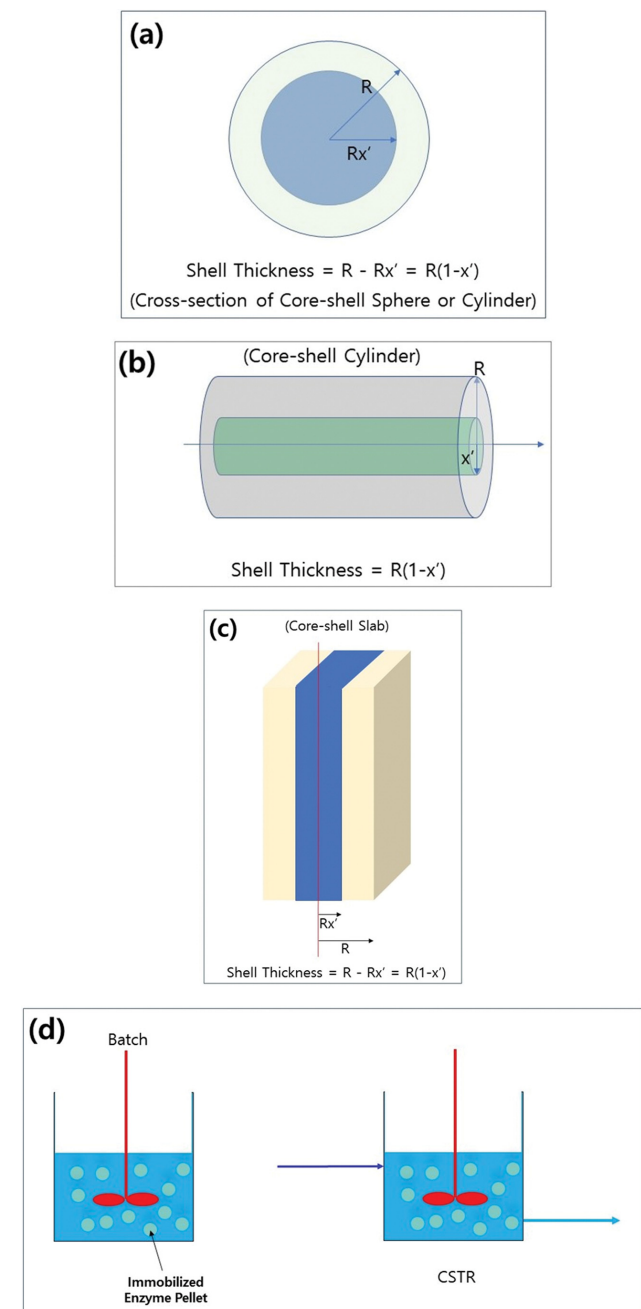 (a)
R
Rx’
Shell Thickness = R - Rx’ = R(1-x’)
(Cross-section of Core-shell Sphere or Cylinder)
(b)
(Core-shell Cylinder)
R
x’
Shell Thickness = R(1-x’)
(c)
(Core-shell Slab)
Rx’
R
Shell Thickness = R - Rx’ = R(1-x’)
(d)
Batch
Immobilized
Enzyme Pellet
CSTR